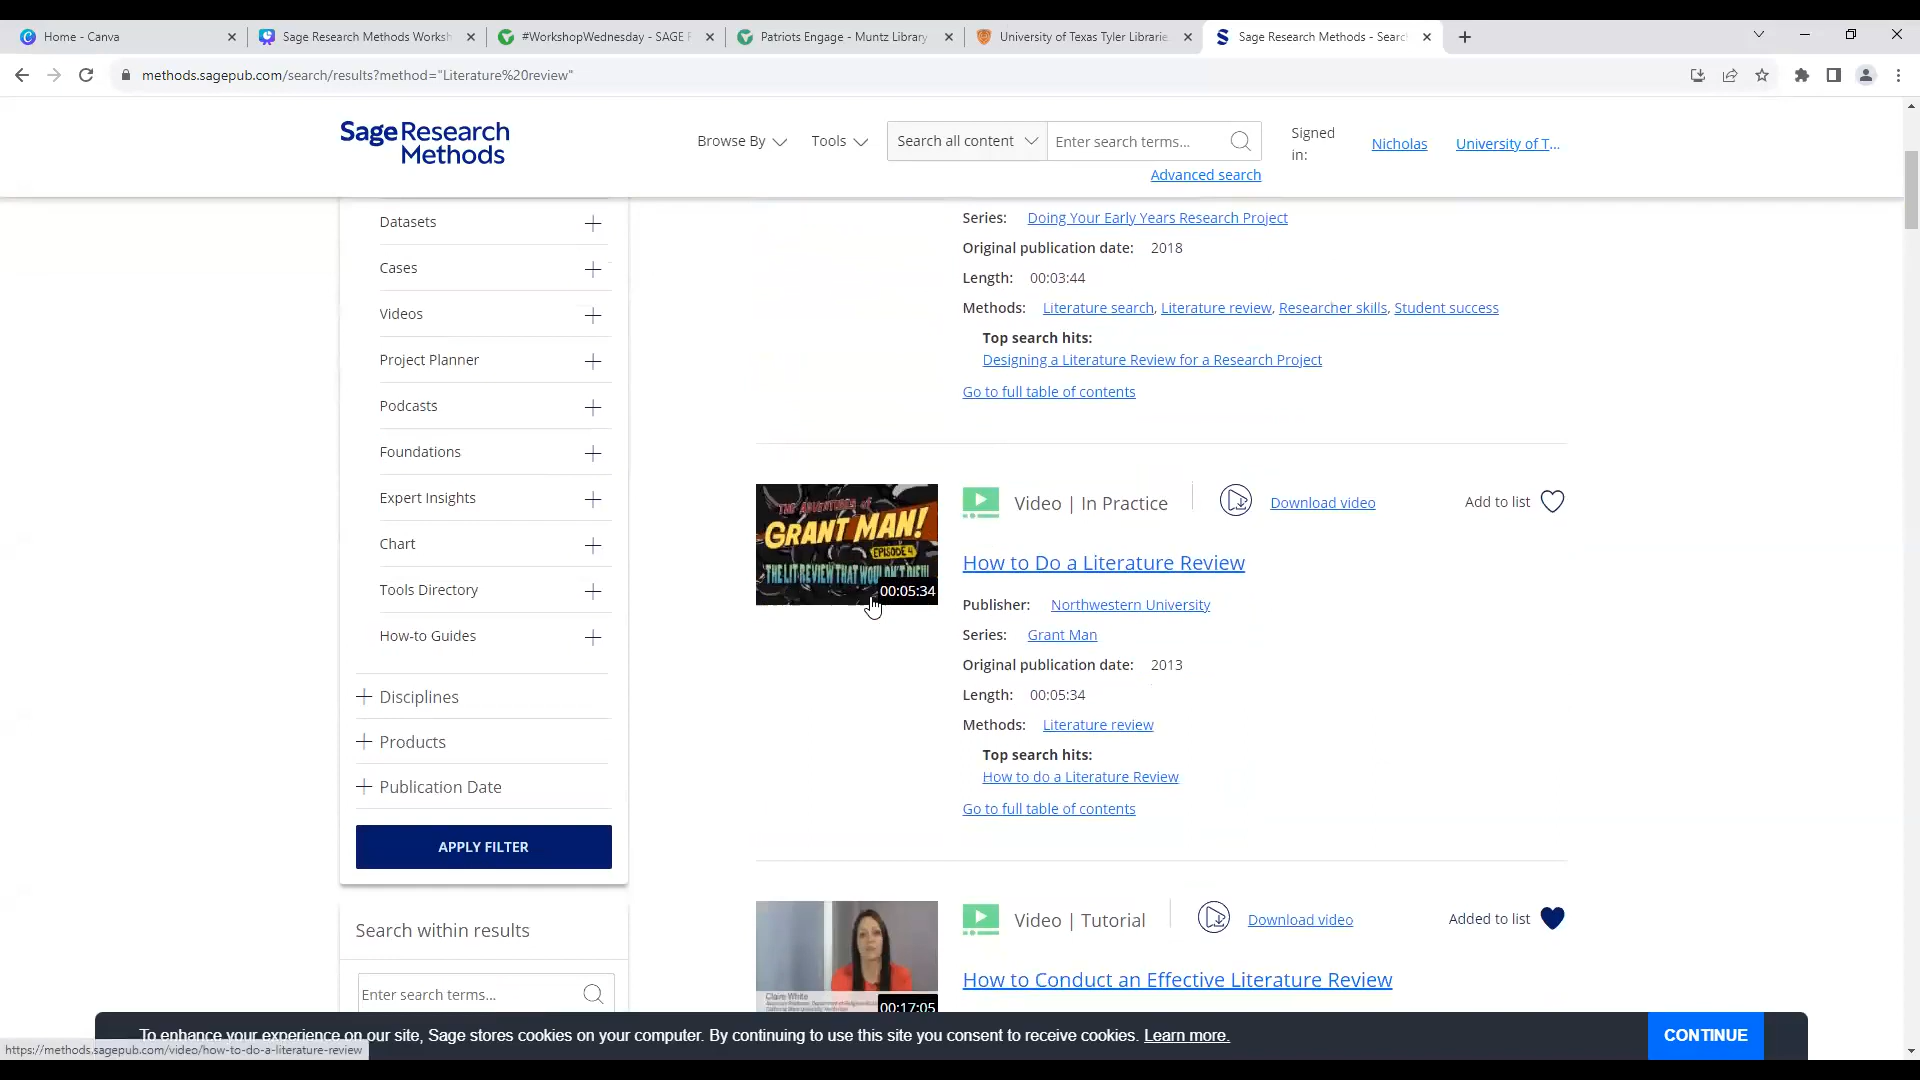 Home - Canva
Sage Research Methods Worksh
#WorkshopWednesday - SAGE R
Patriots Engage - Muntz Library
University of Texas Tyler Librarie
Sage Research Methods - Searc
methods.sagepub.com/search/results?method="Literature%20review"
Sage Research Methods
Browse By
Tools
Search all content
Enter search terms...
Signed in:
Nicholas
University of T...
Advanced search
Datasets
Cases
Videos
Project Planner
Podcasts
Foundations
Expert Insights
Chart
Tools Directory
How-to Guides
Disciplines
Products
Publication Date
APPLY FILTER
Search within results
Enter search terms...
Series: Doing Your Early Years Research Project
Original publication date: 2018
Length: 00:03:44
Methods: Literature search, Literature review, Researcher skills, Student success
Top search hits:
Designing a Literature Review for a Research Project
Go to full table of contents
THE ADVENTURES of
GRANT MAN!
EPISODE 4
THE LIT REVIEW THAT WOULDN'T DIE!!!
00:05:34
Video | In Practice
Download video
Add to list
How to Do a Literature Review
Publisher: Northwestern University
Series: Grant Man
Original publication date: 2013
Length: 00:05:34
Methods: Literature review
Top search hits:
How to do a Literature Review
Go to full table of contents
Claire White
00:17:05
Video | Tutorial
Download video
Added to list
How to Conduct an Effective Literature Review
To enhance your experience on our site, Sage stores cookies on your computer. By continuing to use this site you consent to receive cookies. Learn more.
CONTINUE
https://methods.sagepub.com/video/how-to-do-a-literature-review